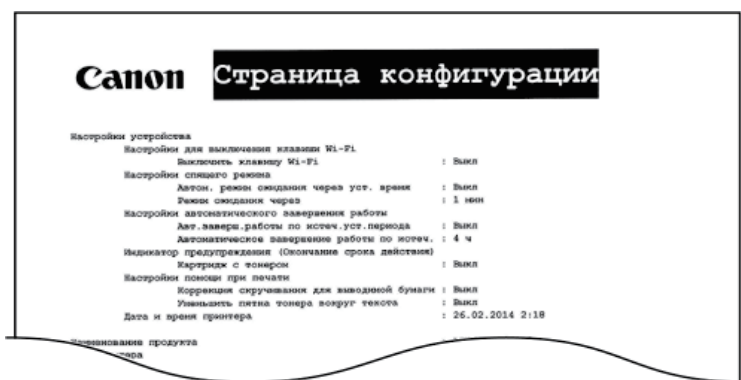 Canon Страница конфигурации
Настройки устройства
Настройки для выключения клавиши Wi-Fi
Выключить клавишу Wi-Fi : Выкл
Настройки спящего режима
Автом. режим ожидания через уст. время : Выкл
Режим ожидания через : 1 мин
Настройки автоматического завершения работы
Авт.заверш.работы по истеч.уст.периода : Выкл
Автоматическое завершение работы по истеч. : 4 ч
Индикатор предупреждения (Окончание срока действия)
Картридж с тонером : Выкл
Настройки помощи при печати
Коррекция скручивания для выводимой бумаги : Выкл
Уменьшить пятна тонера вокруг текста : Выкл
Дата и время принтера : 26.02.2014 2:18
Наименование продукта